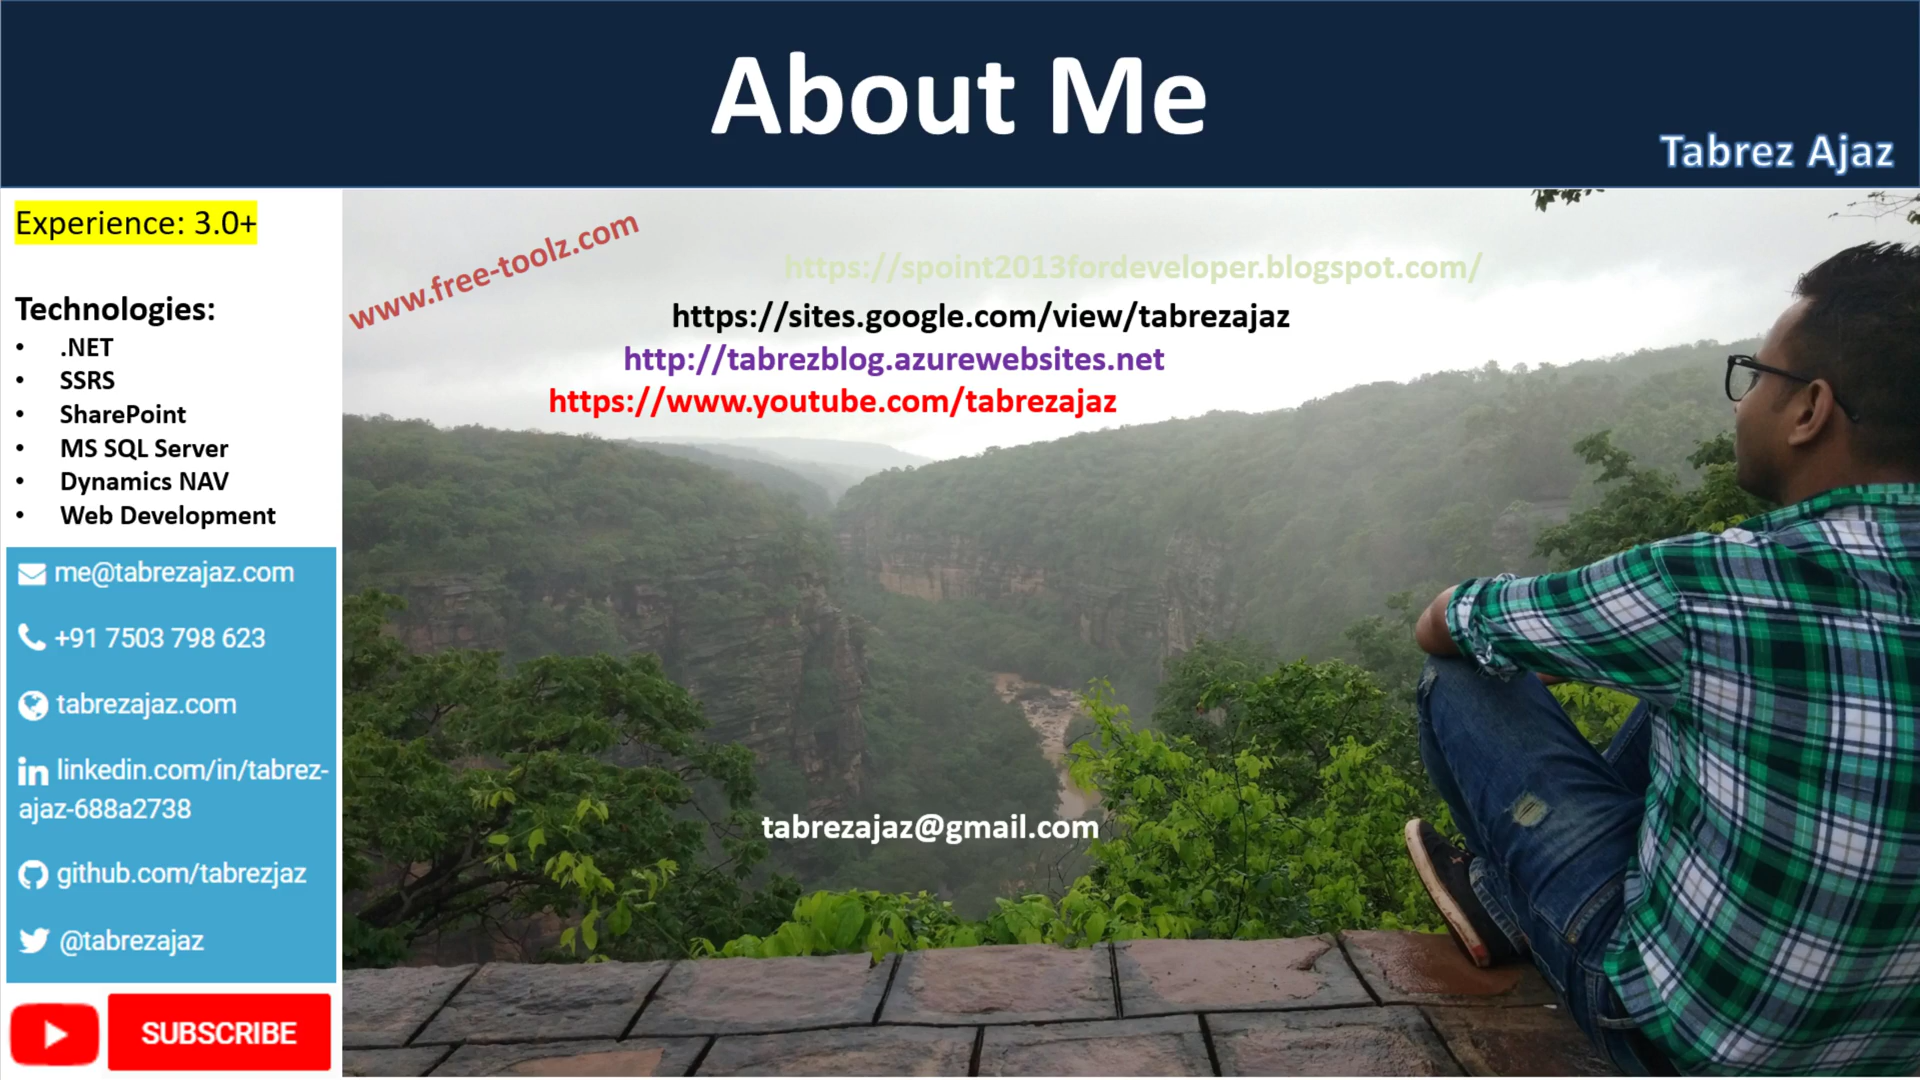 About Me
Tabrez Ajaz
Experience: 3.0+
Technologies:
• .NET
• SSRS
• SharePoint
• MS SQL Server
• Dynamics NAV
• Web Development
me@tabrezajaz.com
+91 7503 798 623
tabrezajaz.com
in linkedin.com/in/tabrez-
ajaz-688a2738
github.com/tabrezjaz
@tabrezajaz
SUBSCRIBE
www.free-toolz.com
https://spoint2013fordeveloper.blogspot.com/
https://sites.google.com/view/tabrezajaz
http://tabrezblog.azurewebsites.net
https://www.youtube.com/tabrezajaz
tabrezajaz@gmail.com